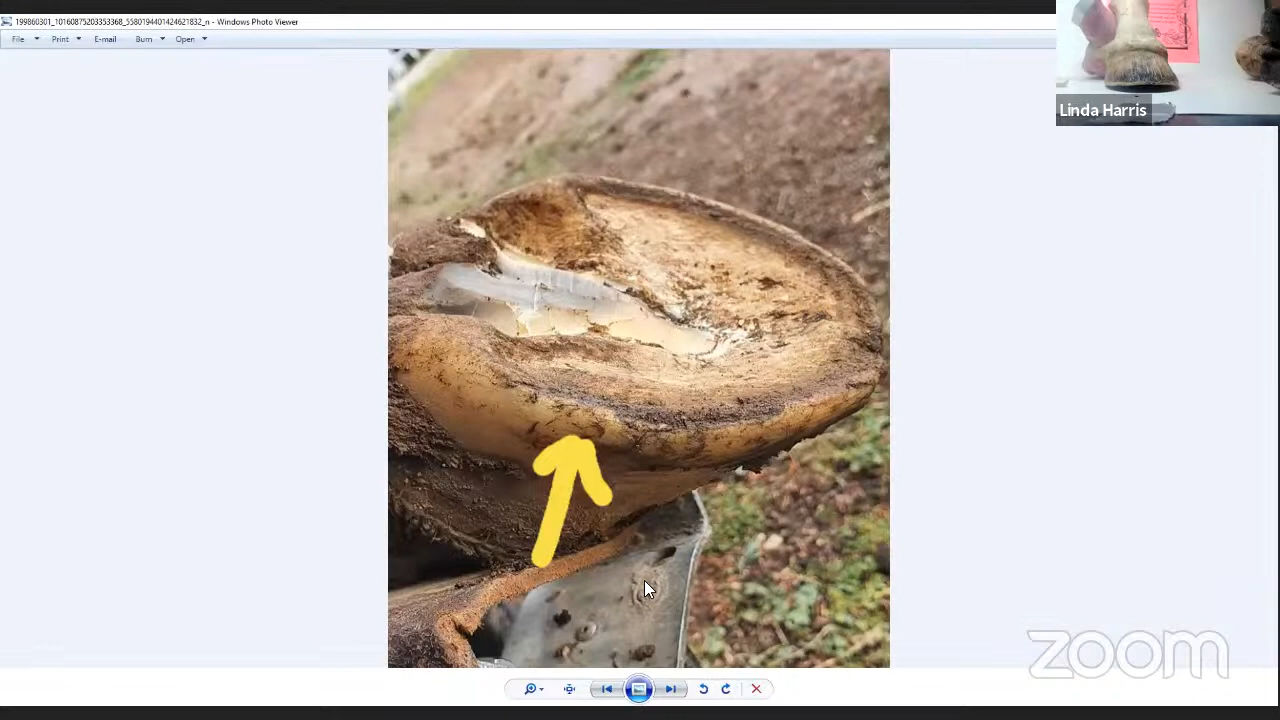 199860301_10160875203353368_5580194401424621832_n - Windows Photo Viewer
File Print E-mail Burn Open
Linda Harris
zoom